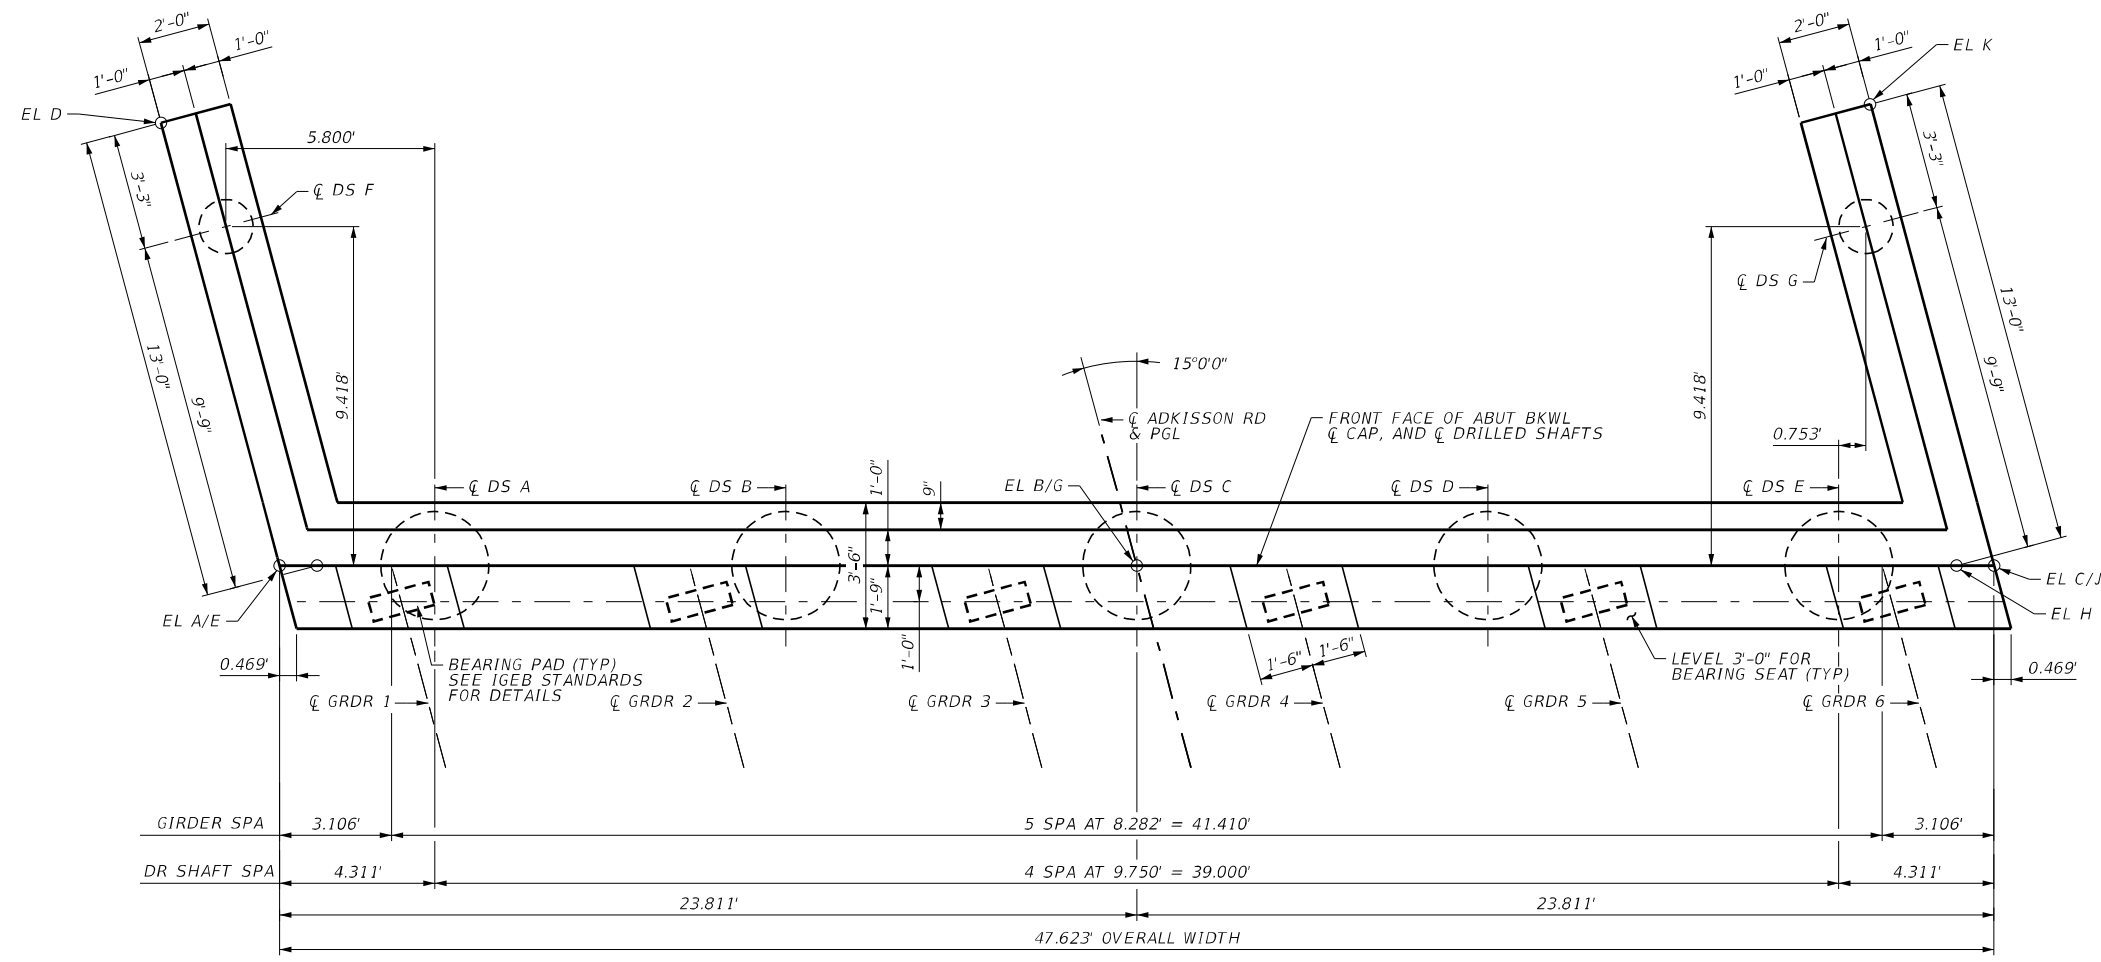 2'-0"
1'-0"
1'-0"
EL D
5.800'
3'-3"
℄ DS F
13'-0"
9'-9"
9.418'
2'-0"
1'-0"
1'-0"
EL K
3'-3"
℄ DS G
13'-0"
9'-9"
9.418'
0.753'
15°0'0"
℄ ADKISSON RD
& PGL
FRONT FACE OF ABUT BKWL
℄ CAP, AND ℄ DRILLED SHAFTS
℄ DS A
℄ DS B
1'-0"
9"
EL B/G
℄ DS C
℄ DS D
℄ DS E
3'-6"
1'-9"
1'-0"
EL A/E
EL C/J
EL H
0.469'
BEARING PAD (TYP)
SEE IGEB STANDARDS
FOR DETAILS
1'-6"
1'-6"
LEVEL 3'-0" FOR
BEARING SEAT (TYP)
0.469'
℄ GRDR 1
℄ GRDR 2
℄ GRDR 3
℄ GRDR 4
℄ GRDR 5
℄ GRDR 6
GIRDER SPA
3.106'
5 SPA AT 8.282' = 41.410'
3.106'
DR SHAFT SPA
4.311'
4 SPA AT 9.750' = 39.000'
4.311'
23.811'
23.811'
47.623' OVERALL WIDTH